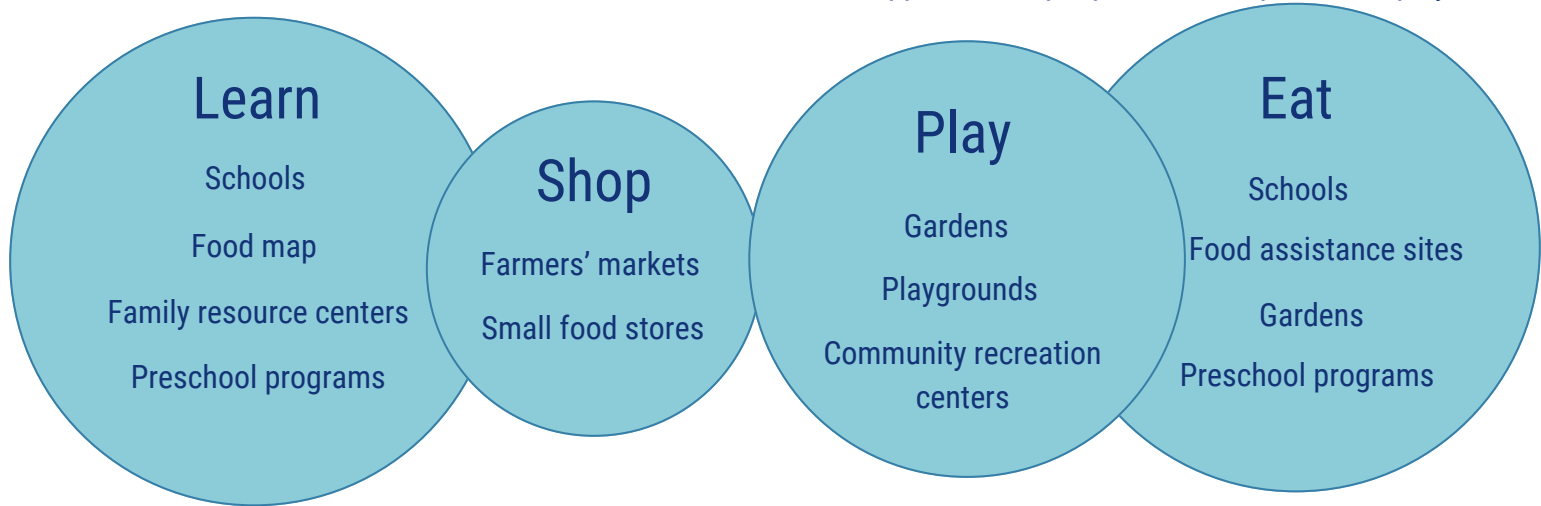 Learn
Schools
Food map
Family resource centers
Preschool programs
Shop
Farmers’ markets
Small food stores
Play
Gardens
Playgrounds
Community recreation
centers
Eat
Schools
Food assistance sites
Gardens
Preschool programs